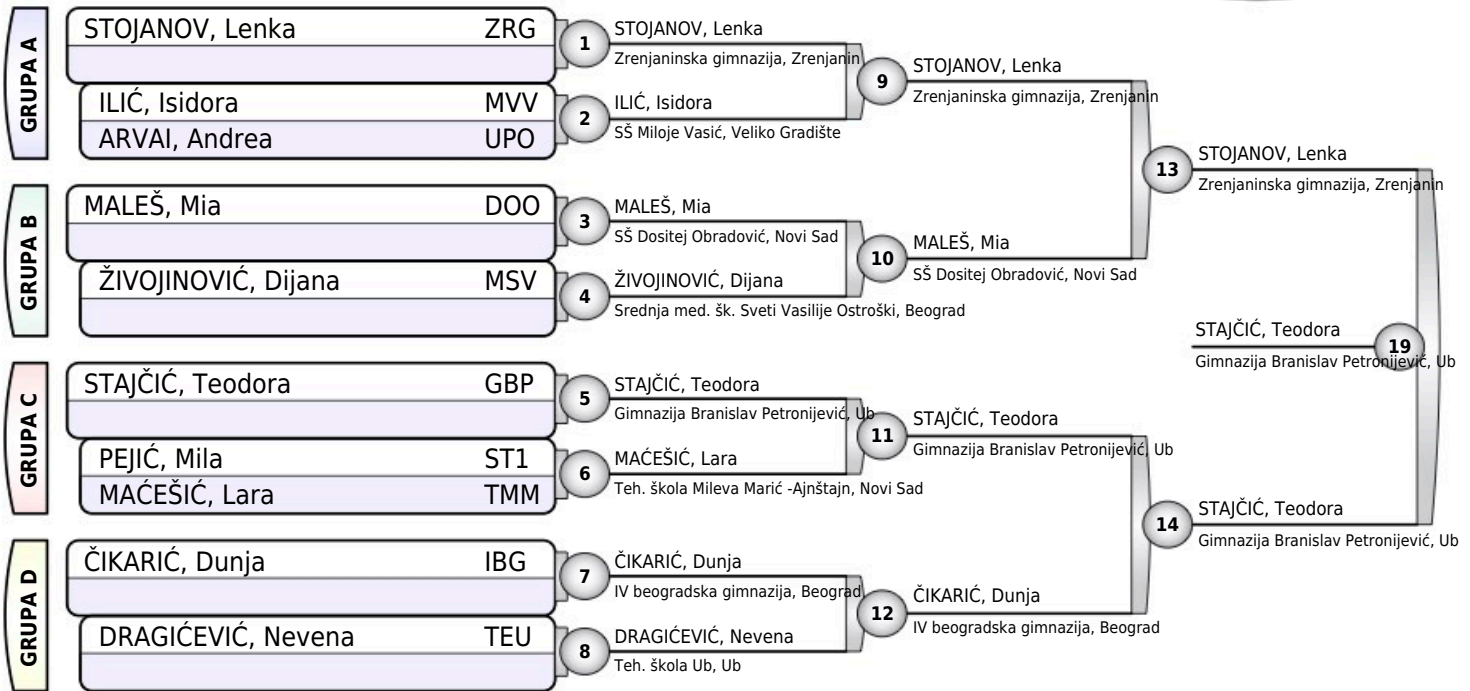 GRUPA A
STOJANOV, Lenka ZRG
ILIĆ, Isidora MVV
ARVAI, Andrea UPO
GRUPA B
MALEŠ, Mia DOO
ŽIVOJINOVIĆ, Dijana MSV
GRUPA C
STAJČIĆ, Teodora GBP
PEJIĆ, Mila ST1
MAĆEŠIĆ, Lara TMM
GRUPA D
ČIKARIĆ, Dunja IBG
DRAGIĆEVIĆ, Nevena TEU
1
STOJANOV, Lenka
Zrenjaninska gimnazija, Zrenjanin
2
ILIĆ, Isidora
SŠ Miloje Vasić, Veliko Gradište
3
MALEŠ, Mia
SŠ Dositej Obradović, Novi Sad
4
ŽIVOJINOVIĆ, Dijana
Srednja med. šk. Sveti Vasilije Ostroški, Beograd
5
STAJČIĆ, Teodora
Gimnazija Branislav Petronijević, Ub
6
MAĆEŠIĆ, Lara
Teh. škola Mileva Marić -Ajnštajn, Novi Sad
7
ČIKARIĆ, Dunja
IV beogradska gimnazija, Beograd
8
DRAGIĆEVIĆ, Nevena
Teh. škola Ub, Ub
9
STOJANOV, Lenka
Zrenjaninska gimnazija, Zrenjanin
10
MALEŠ, Mia
SŠ Dositej Obradović, Novi Sad
11
STAJČIĆ, Teodora
Gimnazija Branislav Petronijević, Ub
12
ČIKARIĆ, Dunja
IV beogradska gimnazija, Beograd
13
STOJANOV, Lenka
Zrenjaninska gimnazija, Zrenjanin
14
STAJČIĆ, Teodora
Gimnazija Branislav Petronijević, Ub
19
STAJČIĆ, Teodora
Gimnazija Branislav Petronijević, Ub